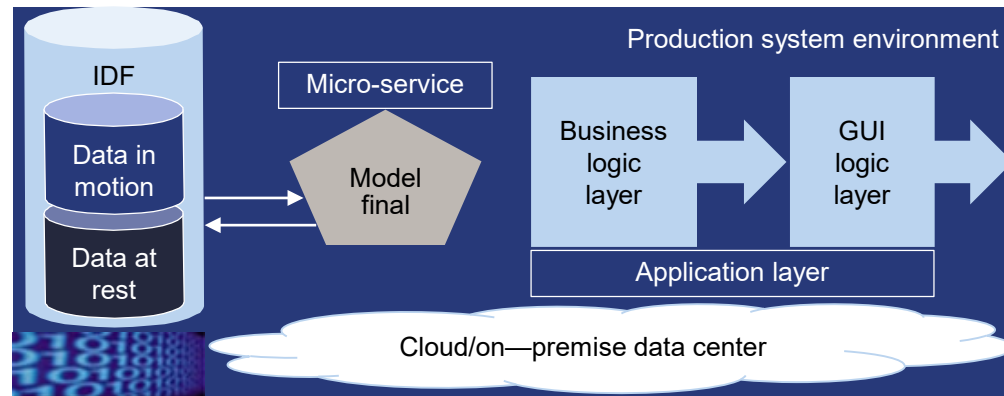 Production system environment
IDF
Data in
motion
Data at
rest
Micro-service
Model
final
Business
logic
layer
GUI
logic
layer
Application layer
Cloud/on—premise data center